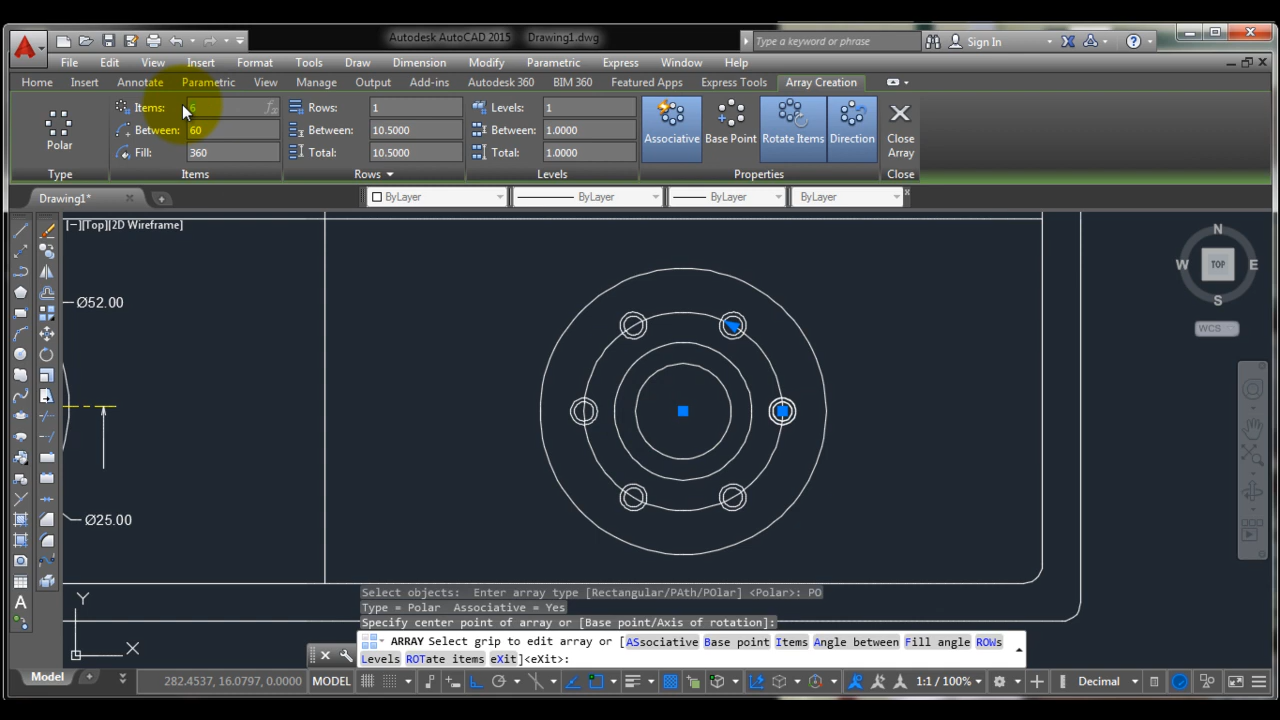 Autodesk AutoCAD 2015 Drawing1.dwg
Type a keyword or phrase
Sign In
File Edit View Insert Format Tools Draw Dimension Modify Parametric Express Window Help
Home Insert Annotate Parametric View Manage Output Add-ins Autodesk 360 BIM 360 Featured Apps Express Tools Array Creation
Items: 6 Rows: 1 Levels: 1
Between: 60 Between: 10.5000 Between: 1.0000
Polar Associative Base Point Rotate Items Direction Close Array
Fill: 360 Total: 10.5000 Total: 1.0000
Type Items Rows Levels Properties Close
Drawing1*
ByLayer ByLayer ByLayer ByLayer
[−][Top][2D Wireframe]
N
W TOP E
S
WCS
Ø52.00
Ø25.00
Y
X
Select objects: Enter array type [Rectangular/PAth/POlar] <Polar>: PO
Type = Polar Associative = Yes
Specify center point of array or [Base point/Axis of rotation]:
ARRAY Select grip to edit array or [ASsociative Base point Items Angle between Fill angle ROWs
Levels ROTate items eXit]<eXit>:
Model
282.4537, 16.0797, 0.0000 MODEL 1:1 / 100% Decimal